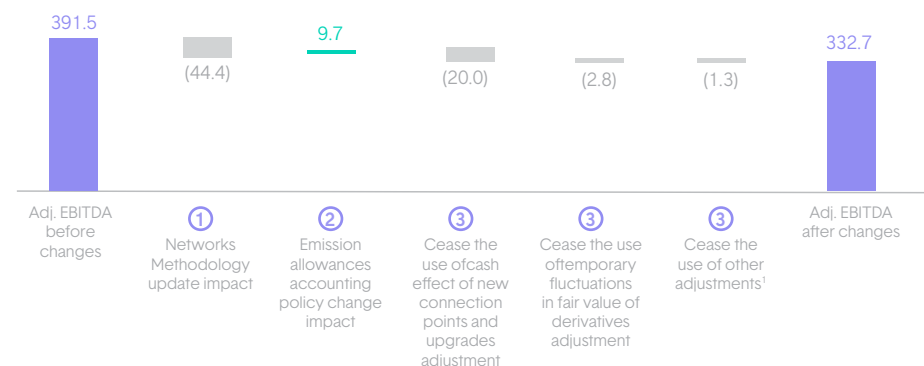 391.5
(44.4)
9.7
(20.0)
(2.8)
(1.3)
332.7
Adj. EBITDA
before
changes
1
Networks
Methodology
update impact
2
Emission
allowances
accounting
policy change
impact
3
Cease the
use ofcash
effect of new
connection
points and
upgrades
adjustment
3
Cease the use
oftemporary
fluctuations
in fair value of
derivatives
adjustment
3
Cease the
use of other
adjustments¹
Adj. EBITDA
after changes